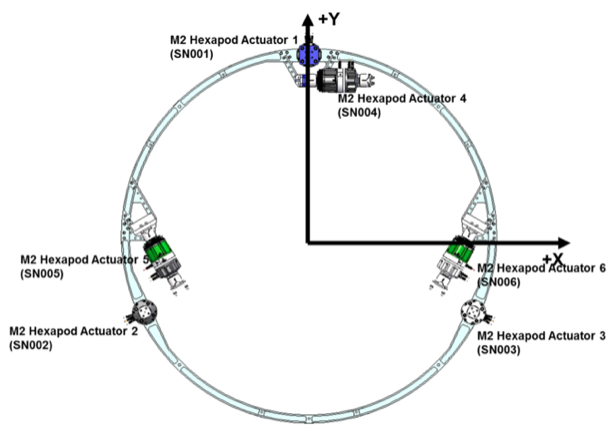 +Y
M2 Hexapod Actuator 1
(SN001)
M2 Hexapod Actuator 4
(SN004)
+X
M2 Hexapod Actuator 5
(SN005)
M2 Hexapod Actuator 6
(SN006)
M2 Hexapod Actuator 2
(SN002)
M2 Hexapod Actuator 3
(SN003)